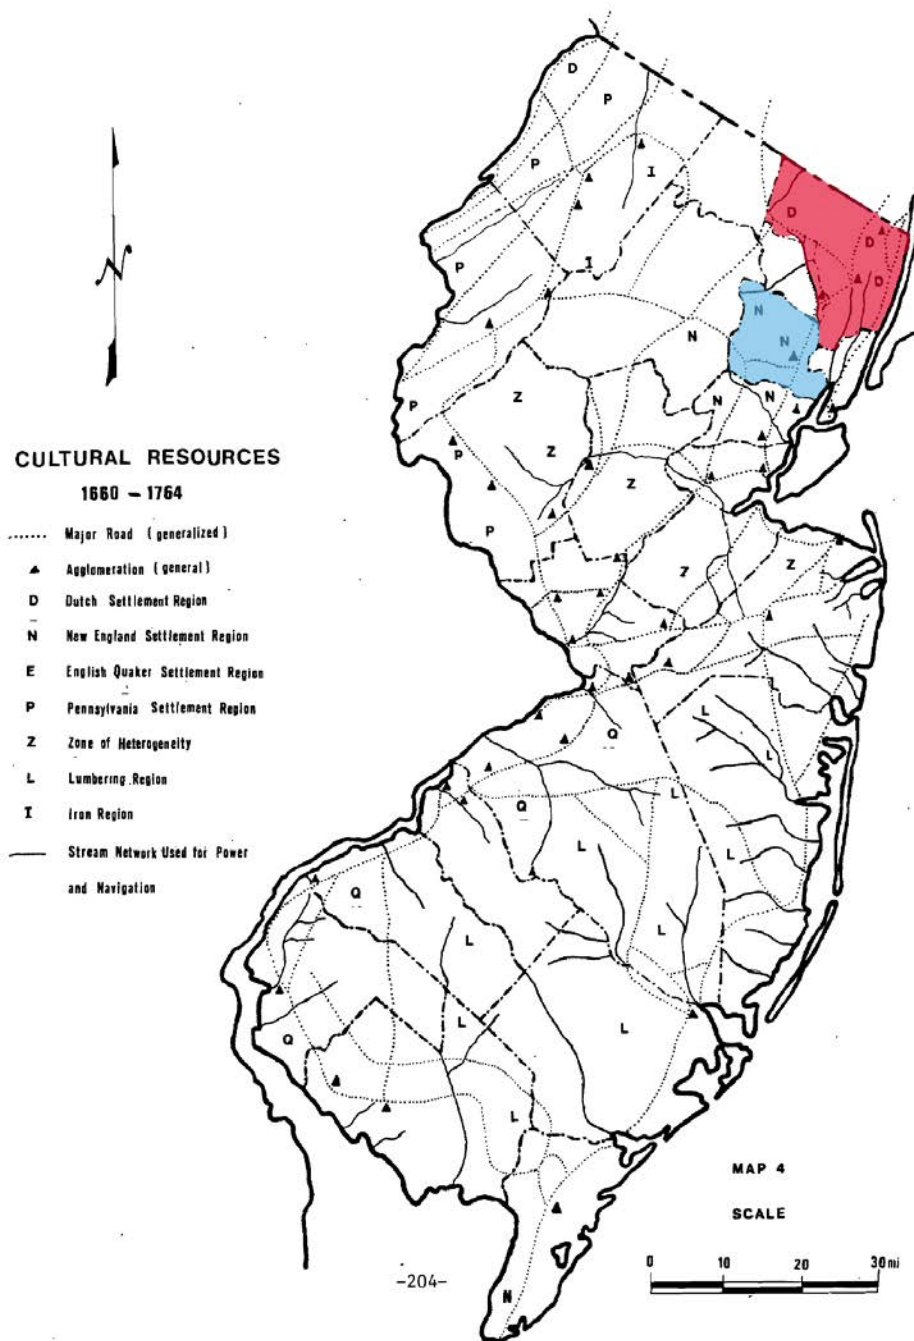 D
P
P
I
D
D
D
I
P
N
N
N
N
P
N
N
Z
P
Z
Z
P
Z
Z
CULTURAL RESOURCES
1660 – 1764
Major Road (generalized)
Agglomeration (general)
D Dutch Settlement Region
N New England Settlement Region
E English Quaker Settlement Region
P Pennsylvania Settlement Region
Z Zone of Heterogeneity
L Lumbering Region
I Iron Region
Stream Network Used for Power
and Navigation
L
Q
L
L
Q
L
L
Q
L
L
L
Q
L
L
MAP 4
SCALE
0 10 20 30 mi
-204-
N